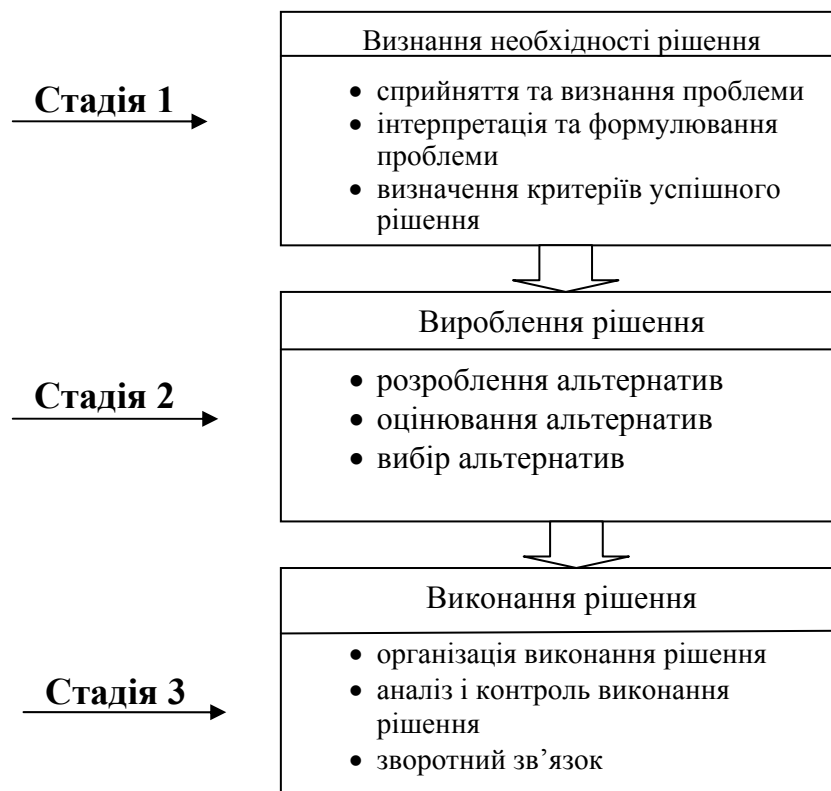 Визнання необхідності рішення
Стадія 1
• сприйняття та визнання проблеми
• інтерпретація та формулювання
проблеми
• визначення критеріїв успішного
рішення
Вироблення рішення
Стадія 2
• розроблення альтернатив
• оцінювання альтернатив
• вибір альтернатив
Виконання рішення
Стадія 3
• організація виконання рішення
• аналіз і контроль виконання
рішення
• зворотний зв’язок